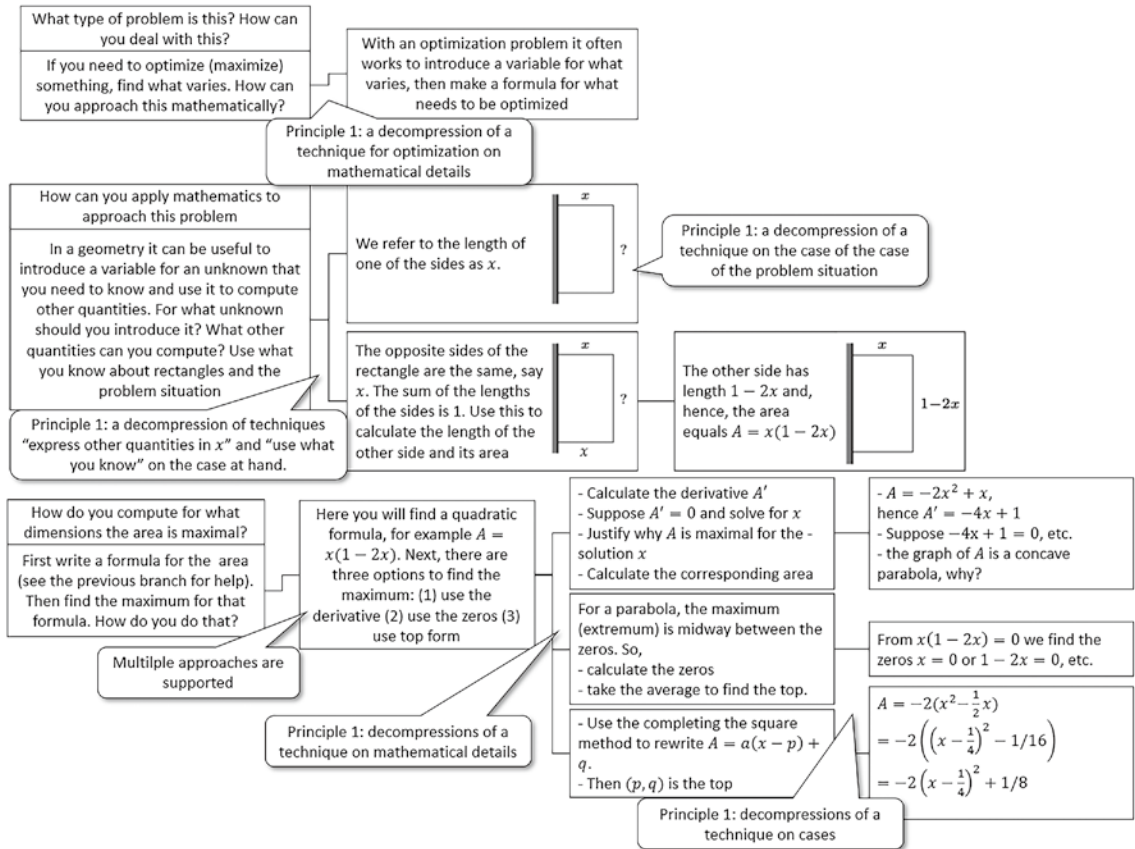 What type of problem is this? How can
you deal with this?
If you need to optimize (maximize)
something, find what varies. How can
you approach this mathematically?
With an optimization problem it often
works to introduce a variable for what
varies, then make a formula for what
needs to be optimized
Principle 1: a decompression of a
technique for optimization on
mathematical details
How can you apply mathematics to
approach this problem
In a geometry it can be useful to
introduce a variable for an unknown that
you need to know and use it to compute
other quantities. For what unknown
should you introduce it? What other
quantities can you compute? Use what
you know about rectangles and the
problem situation
We refer to the length of
one of the sides as x.
x
?
Principle 1: a decompression of a
technique on the case of the case
of the problem situation
Principle 1: a decompression of techniques
“express other quantities in x” and “use what
you know” on the case at hand.
The opposite sides of the
rectangle are the same, say
x. The sum of the lengths
of the sides is 1. Use this to
calculate the length of the
other side and its area
x
?
x
The other side has
length 1 − 2x and,
hence, the area
equals A = x(1 − 2x)
x
1−2x
How do you compute for what
dimensions the area is maximal?
First write a formula for the area
(see the previous branch for help).
Then find the maximum for that
formula. How do you do that?
Multilple approaches are
supported
Here you will find a quadratic
formula, for example A =
x(1 − 2x). Next, there are
three options to find the
maximum: (1) use the
derivative (2) use the zeros (3)
use top form
Principle 1: decompressions of a
technique on mathematical details
- Calculate the derivative A′
- Suppose A′ = 0 and solve for x
- Justify why A is maximal for the -
solution x
- Calculate the corresponding area
- A = −2x² + x,
hence A′ = −4x + 1
- Suppose −4x + 1 = 0, etc.
- the graph of A is a concave
parabola, why?
For a parabola, the maximum
(extremum) is midway between the
zeros. So,
- calculate the zeros
- take the average to find the top.
From x(1 − 2x) = 0 we find the
zeros x = 0 or 1 − 2x = 0, etc.
- Use the completing the square
method to rewrite A = a(x − p) +
q.
- Then (p, q) is the top
A = −2(x²−½x)
= −2((x − ¼)² − 1/16)
= −2(x − ¼)² + 1/8
Principle 1: decompressions of a
technique on cases